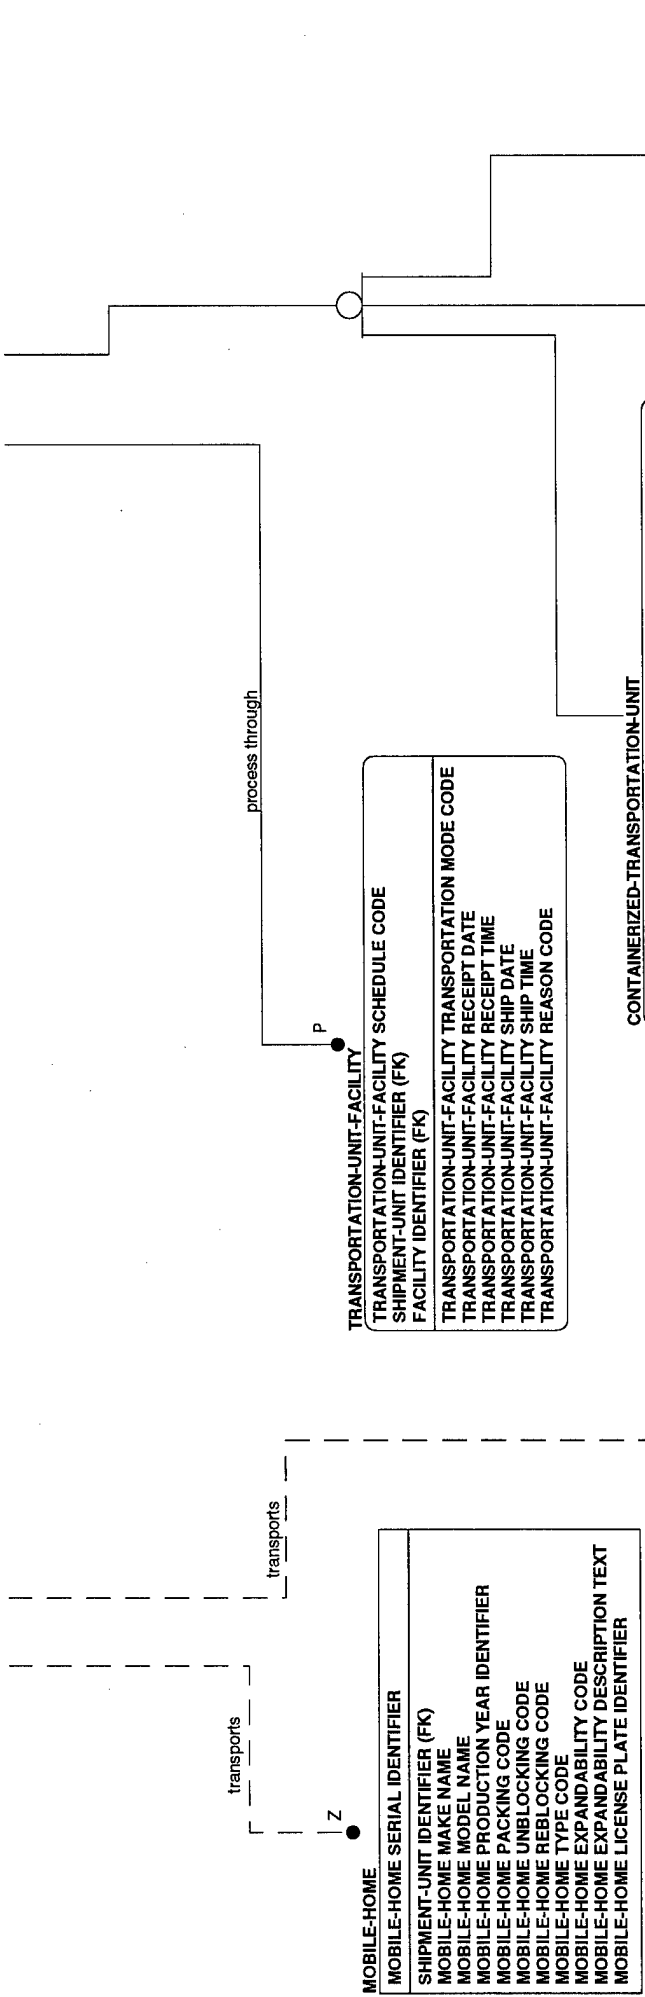 transports
transports
Z
MOBILE-HOME
MOBILE-HOME SERIAL IDENTIFIER
SHIPMENT-UNIT IDENTIFIER (FK)
MOBILE-HOME MAKE NAME
MOBILE-HOME MODEL NAME
MOBILE-HOME PRODUCTION YEAR IDENTIFIER
MOBILE-HOME PACKING CODE
MOBILE-HOME UNBLOCKING CODE
MOBILE-HOME REBLOCKING CODE
MOBILE-HOME TYPE CODE
MOBILE-HOME EXPANDABILITY CODE
MOBILE-HOME EXPANDABILITY DESCRIPTION TEXT
MOBILE-HOME LICENSE PLATE IDENTIFIER
process through
P
TRANSPORTATION-UNIT-FACILITY
TRANSPORTATION-UNIT-FACILITY SCHEDULE CODE
SHIPMENT-UNIT IDENTIFIER (FK)
FACILITY IDENTIFIER (FK)
TRANSPORTATION-UNIT-FACILITY TRANSPORTATION MODE CODE
TRANSPORTATION-UNIT-FACILITY RECEIPT DATE
TRANSPORTATION-UNIT-FACILITY RECEIPT TIME
TRANSPORTATION-UNIT-FACILITY SHIP DATE
TRANSPORTATION-UNIT-FACILITY SHIP TIME
TRANSPORTATION-UNIT-FACILITY REASON CODE
CONTAINERIZED-TRANSPORTATION-UNIT